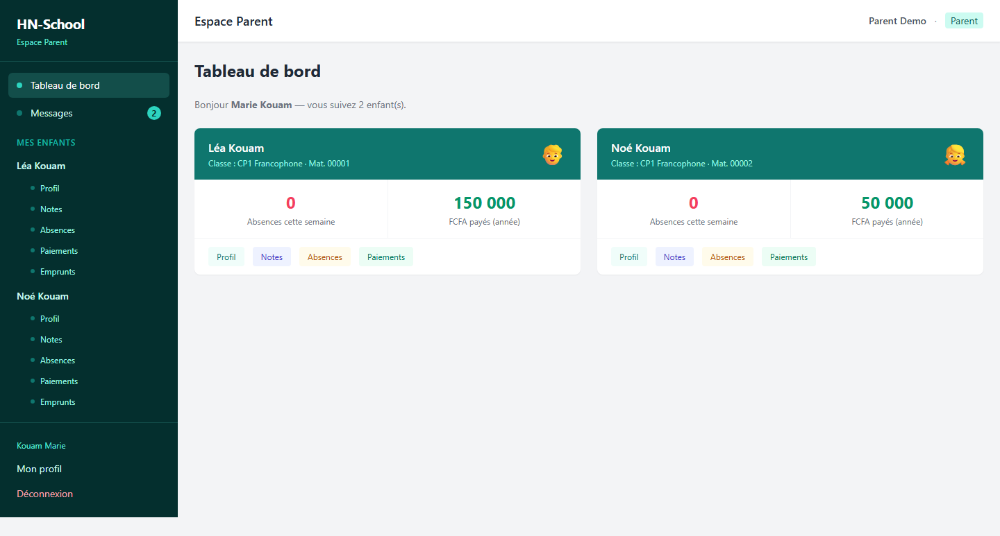 HN-School
Espace Parent
Tableau de bord
Messages 2
MES ENFANTS
Léa Kouam
Profil
Notes
Absences
Paiements
Emprunts
Noé Kouam
Profil
Notes
Absences
Paiements
Emprunts
Kouam Marie
Mon profil
Déconnexion
Espace Parent
Parent Demo · Parent
Tableau de bord
Bonjour Marie Kouam — vous suivez 2 enfant(s).
Léa Kouam
Classe : CP1 Francophone · Mat. 00001
0
Absences cette semaine
150 000
FCFA payés (année)
Profil Notes Absences Paiements
Noé Kouam
Classe : CP1 Francophone · Mat. 00002
0
Absences cette semaine
50 000
FCFA payés (année)
Profil Notes Absences Paiements